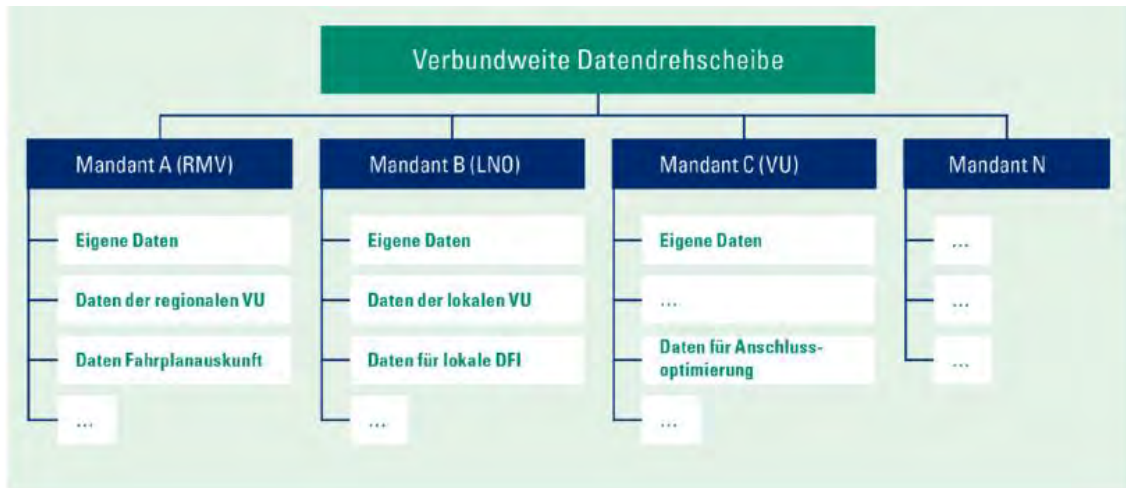 Verbundweite Datendrehscheibe
Mandant A (RMV)
Eigene Daten
Daten der regionalen VU
Daten Fahrplanauskunft
...
Mandant B (LNO)
Eigene Daten
Daten der lokalen VU
Daten für lokale DFI
...
Mandant C (VU)
Eigene Daten
...
Daten für Anschluss-
optimierung
...
Mandant N
...
...
...